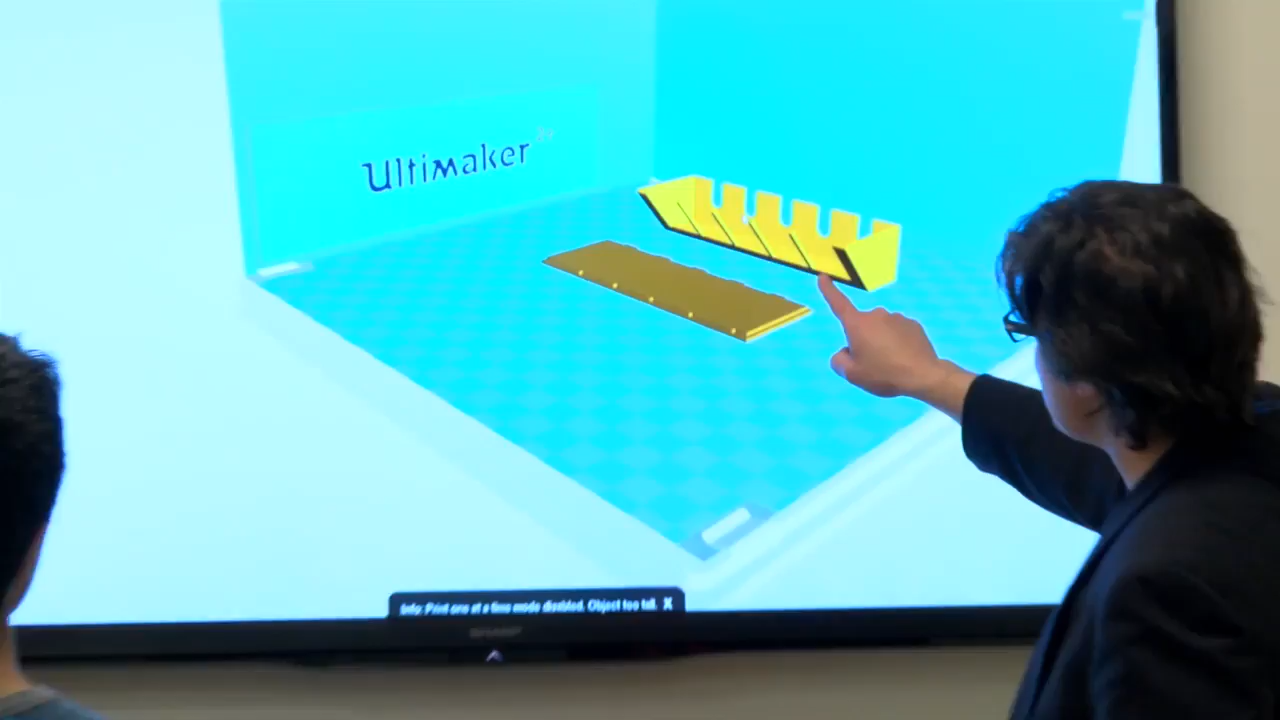 Ultimaker
Info: Print one at a time mode disabled. Object too tall. X